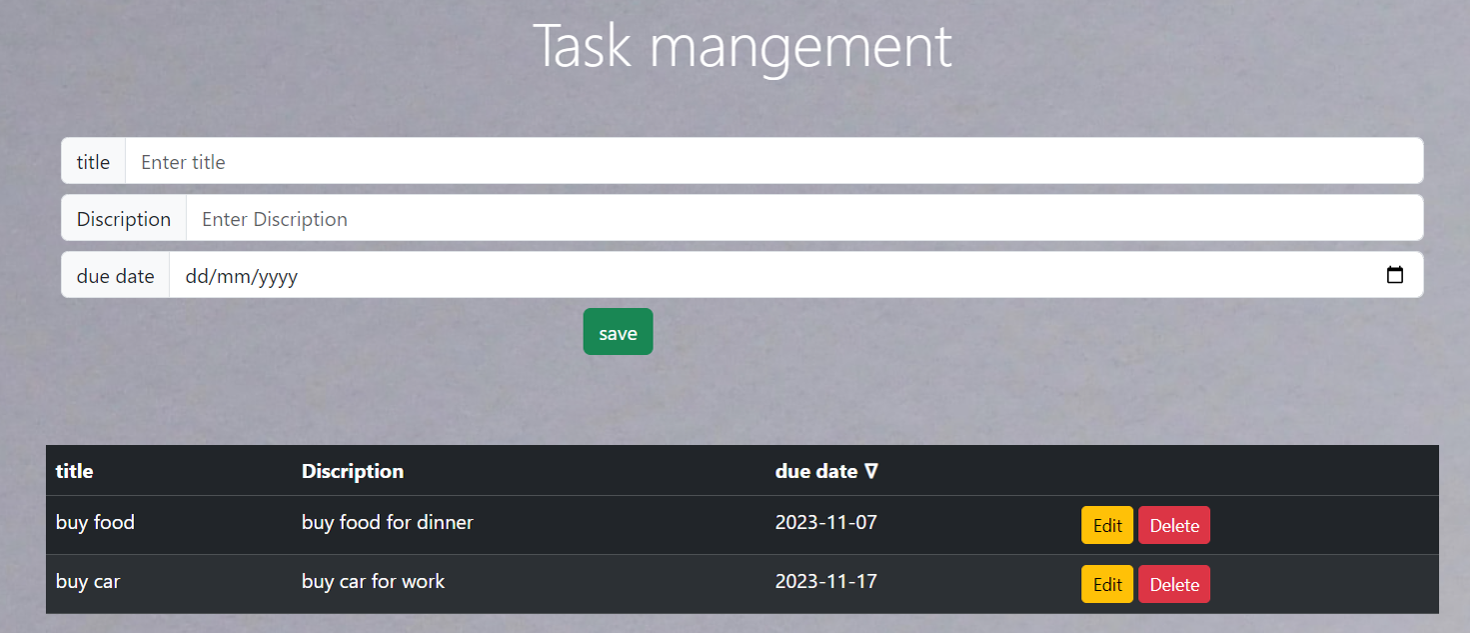 Task mangement
title Enter title
Discription Enter Discription
due date dd/mm/yyyy
save
title Discription due date ∇
buy food buy food for dinner 2023-11-07 Edit Delete
buy car buy car for work 2023-11-17 Edit Delete